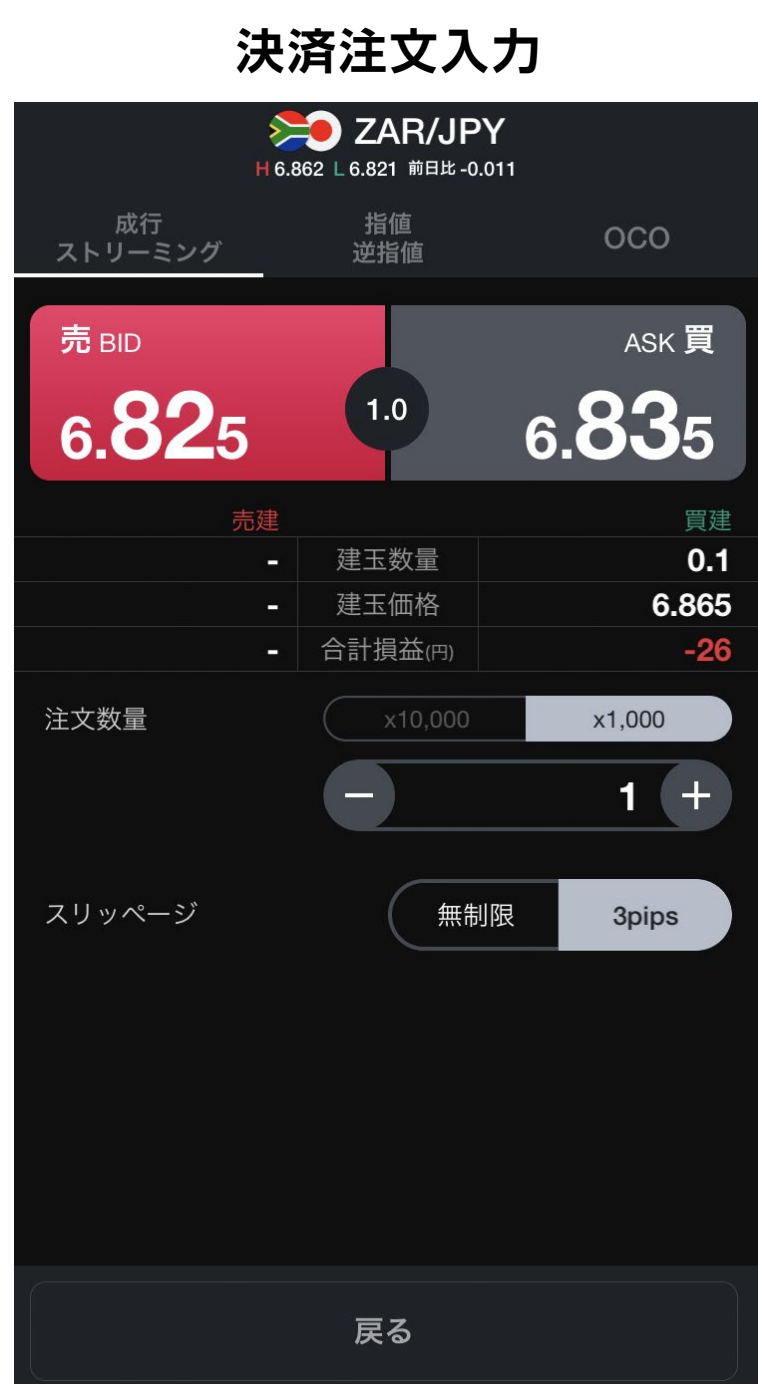 決済注文入力
ZAR/JPY
H 6.862 L 6.821 前日比 -0.011
成行
ストリーミング
指値
逆指値
OCO
売 BID
6.825
1.0
ASK 買
6.835
売建 買建
- 建玉数量 0.1
- 建玉価格 6.865
- 合計損益(円) -26
注文数量 x10,000 x1,000
− 1 +
スリッページ 無制限 3pips
戻る